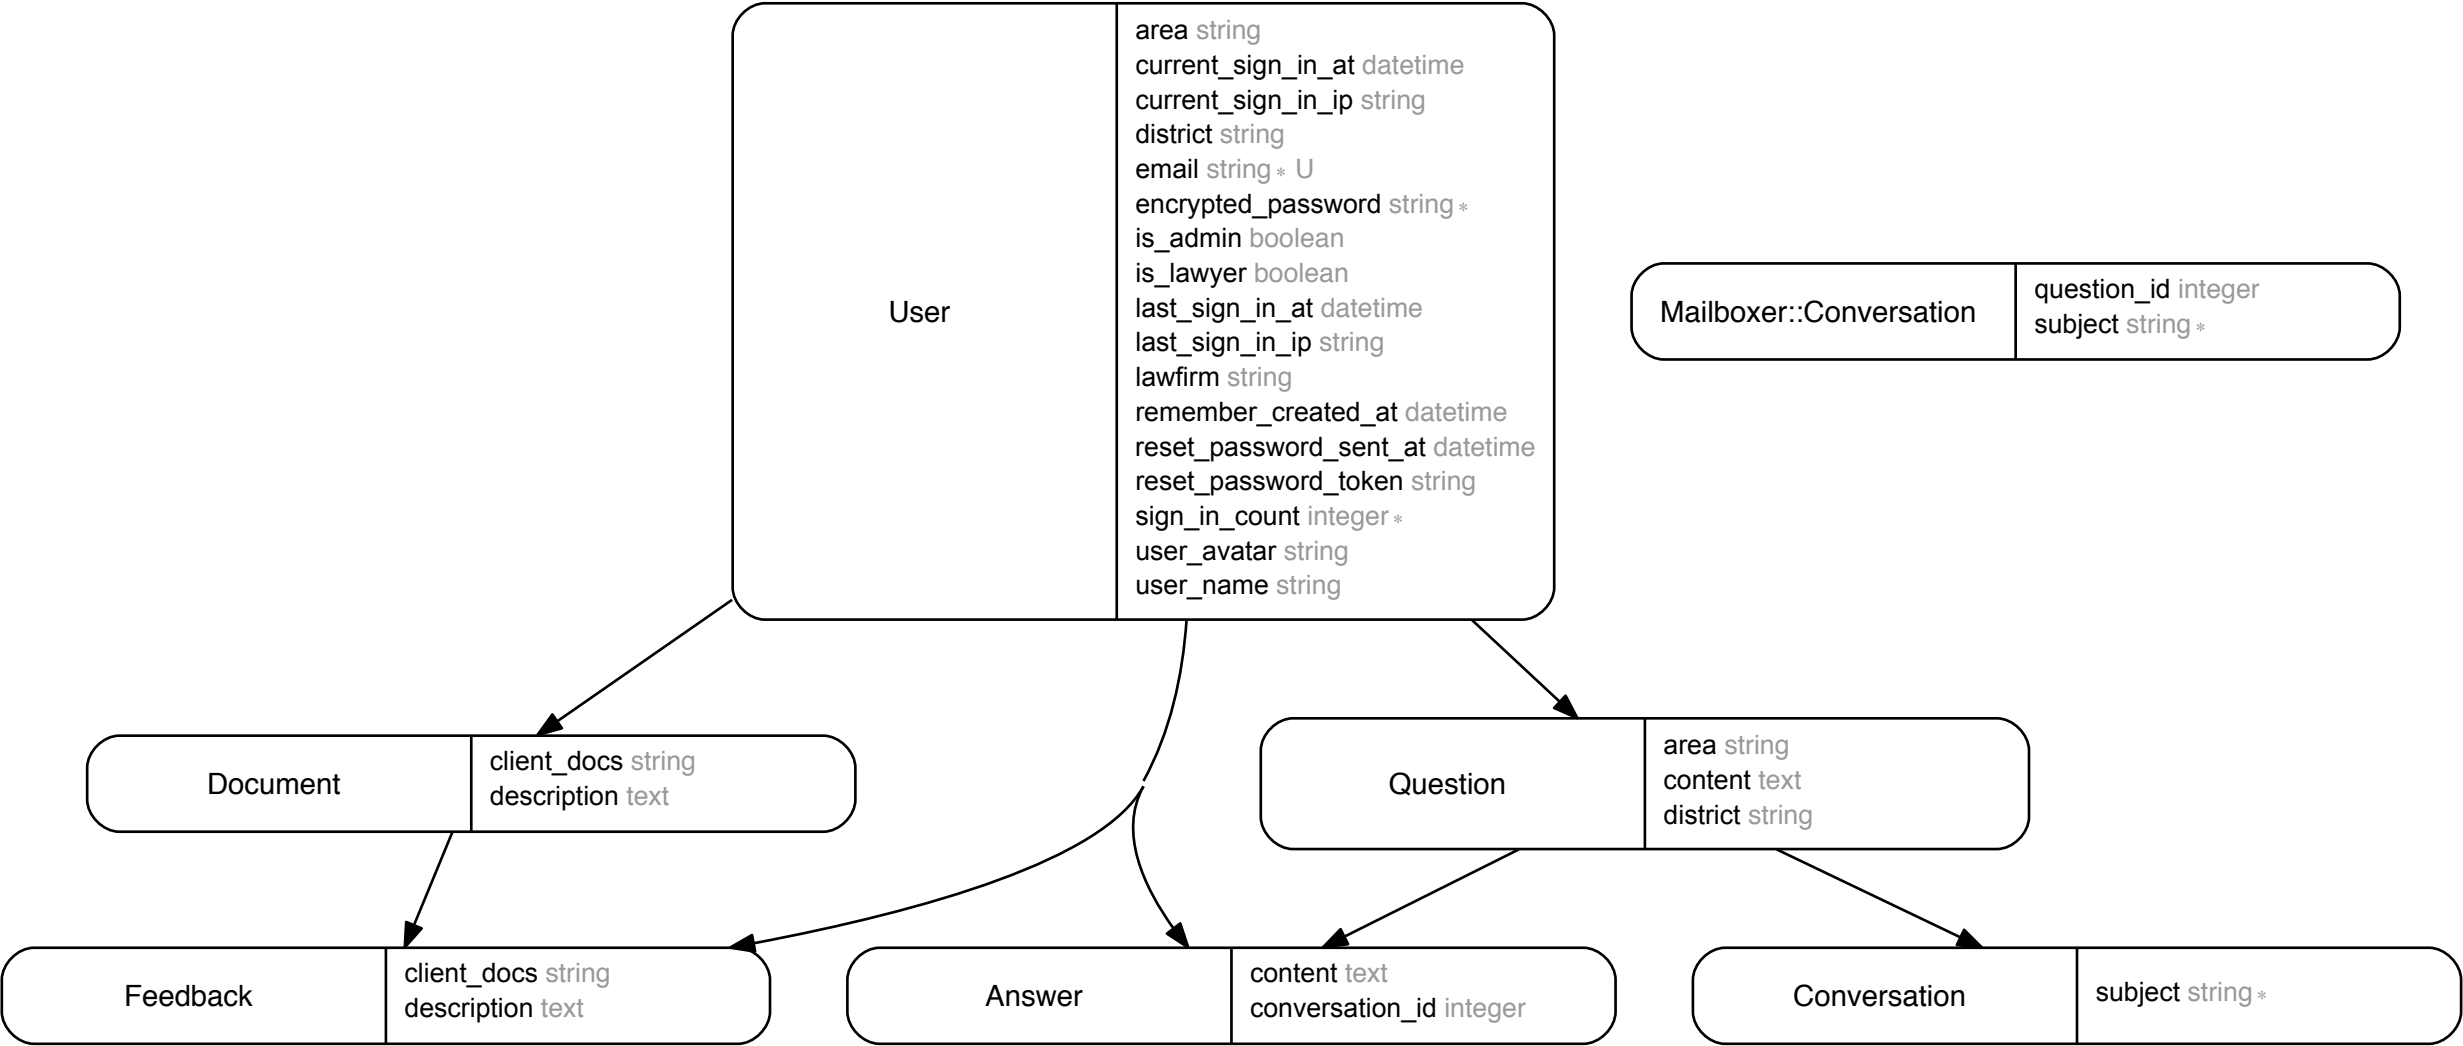 User
area string
current_sign_in_at datetime
current_sign_in_ip string
district string
email string* U
encrypted_password string*
is_admin boolean
is_lawyer boolean
last_sign_in_at datetime
last_sign_in_ip string
lawfirm string
remember_created_at datetime
reset_password_sent_at datetime
reset_password_token string
sign_in_count integer*
user_avatar string
user_name string
Mailboxer::Conversation
question_id integer
subject string*
Document
client_docs string
description text
Question
area string
content text
district string
Feedback
client_docs string
description text
Answer
content text
conversation_id integer
Conversation
subject string*